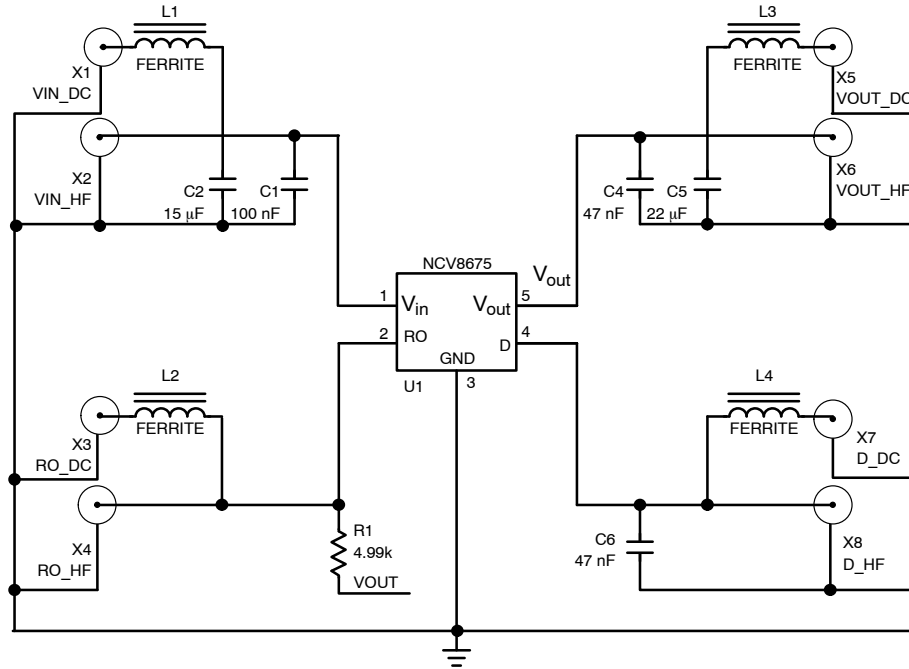 L1
FERRITE
X1
VIN_DC
X2
VIN_HF
C2
15 μF
C1
100 nF
L3
FERRITE
X5
VOUT_DC
X6
VOUT_HF
C4
47 nF
C5
22 μF
NCV8675
Vout
1
Vin
Vout
5
2
RO
D
4
GND
U1
3
L2
FERRITE
X3
RO_DC
X4
RO_HF
R1
4.99k
VOUT
L4
FERRITE
X7
D_DC
C6
47 nF
X8
D_HF